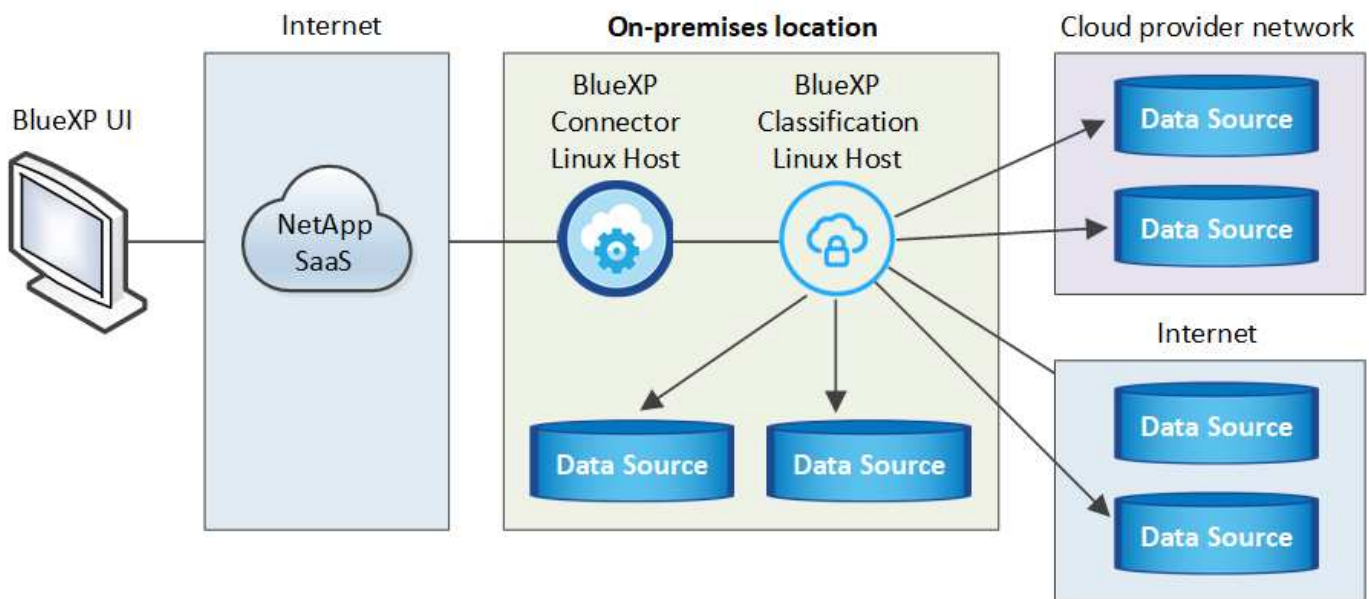 Internet
On-premises location
Cloud provider network
BlueXP UI
NetApp
SaaS
BlueXP
Connector
Linux Host
BlueXP
Classification
Linux Host
Data Source
Data Source
Data Source
Data Source
Internet
Data Source
Data Source